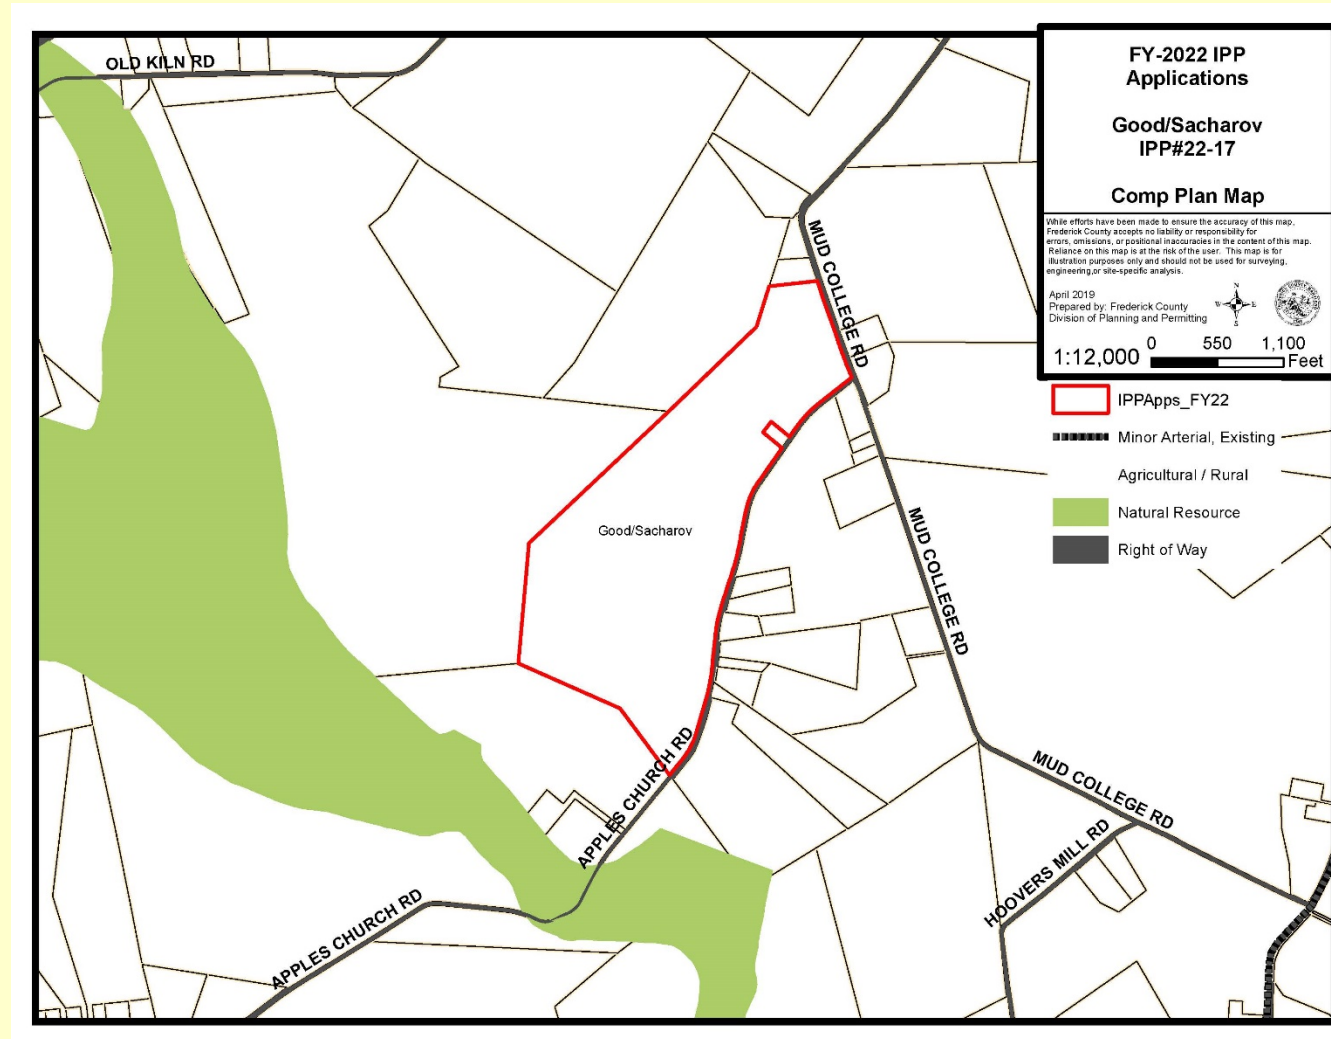 FY-2022 IPP
Applications
Good/Sacharov
IPP#22-17
Comp Plan Map
While efforts have been made to ensure the accuracy of this map,
Frederick County accepts no liability or responsibility for
errors, omissions, or positional inaccuracies in the content of this map.
Reliance on this map is at the risk of the user. This map is for
illustration purposes only and should not be used for surveying,
engineering,or site-specific analysis.
April 2019
Prepared by: Frederick County
Division of Planning and Permitting
N
W
E
S
1:12,000
0 550 1,100
Feet
IPPApps_FY22
Minor Arterial, Existing
Agricultural / Rural
Natural Resource
Right of Way
OLD KILN RD
MUD COLLEGE RD
Good/Sacharov
MUD COLLEGE RD
APPLES CHURCH RD
MUD COLLEGE RD
HOOVERS MILL RD
APPLES CHURCH RD